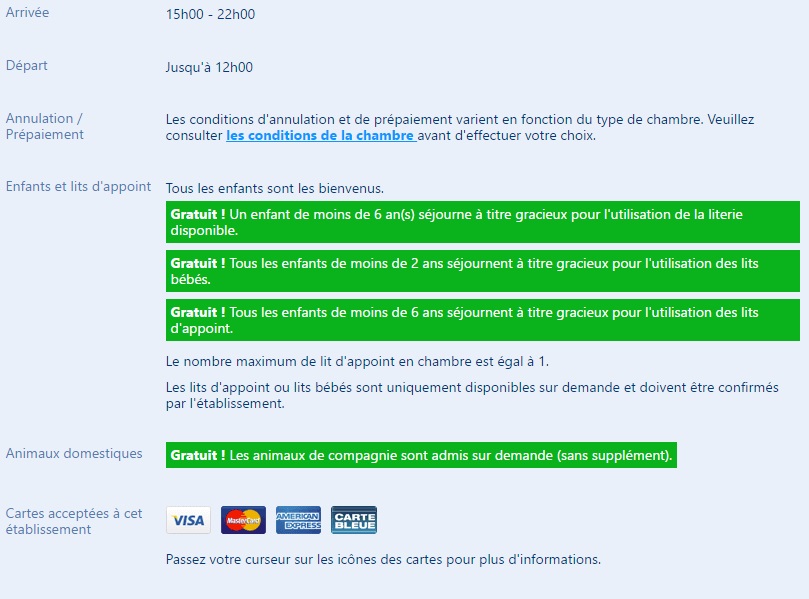 Arrivée
15h00 - 22h00
Départ
Jusqu'à 12h00
Annulation /
Prépaiement
Les conditions d'annulation et de prépaiement varient en fonction du type de chambre. Veuillez
consulter les conditions de la chambre avant d'effectuer votre choix.
Enfants et lits d'appoint
Tous les enfants sont les bienvenus.
Gratuit ! Un enfant de moins de 6 an(s) séjourne à titre gracieux pour l'utilisation de la literie
disponible.
Gratuit ! Tous les enfants de moins de 2 ans séjournent à titre gracieux pour l'utilisation des lits
bébés.
Gratuit ! Tous les enfants de moins de 6 ans séjournent à titre gracieux pour l'utilisation des lits
d'appoint.
Le nombre maximum de lit d'appoint en chambre est égal à 1.
Les lits d'appoint ou lits bébés sont uniquement disponibles sur demande et doivent être confirmés
par l'établissement.
Animaux domestiques
Gratuit ! Les animaux de compagnie sont admis sur demande (sans supplément).
Cartes acceptées à cet
établissement
VISA
MasterCard
AMERICAN
EXPRESS
CARTE
BLEUE
Passez votre curseur sur les icônes des cartes pour plus d'informations.